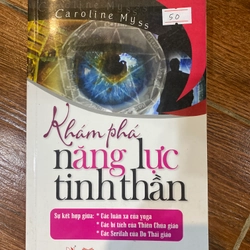 Caroline Myss
50
Khám phá
năng lực
tinh thần
Sự kết hợp giữa: * Các luân xa của yoga
* Các bí tích của Thiên Chúa giáo
* Các Serilah của Do Thái giáo